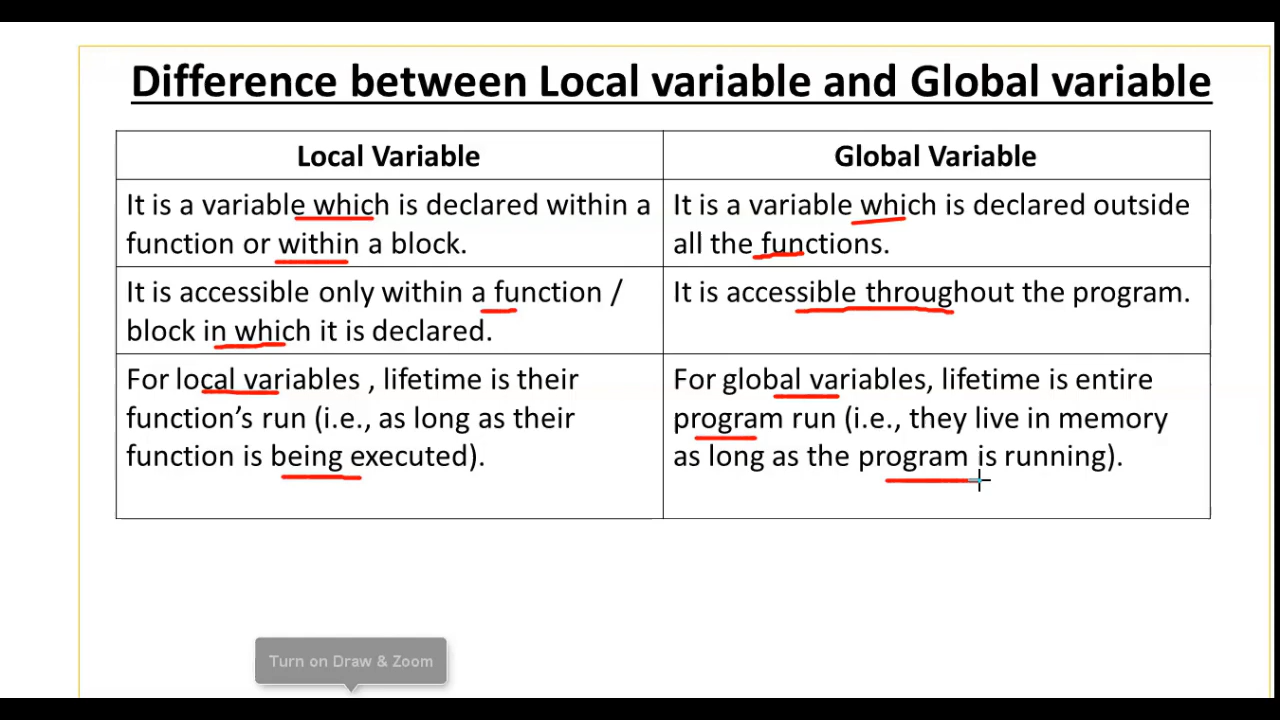 Difference between Local variable and Global variable
Local Variable
Global Variable
It is a variable which is declared within a
function or within a block.
It is a variable which is declared outside
all the functions.
It is accessible only within a function /
block in which it is declared.
It is accessible throughout the program.
For local variables , lifetime is their
function’s run (i.e., as long as their
function is being executed).
For global variables, lifetime is entire
program run (i.e., they live in memory
as long as the program is running).
Turn on Draw & Zoom